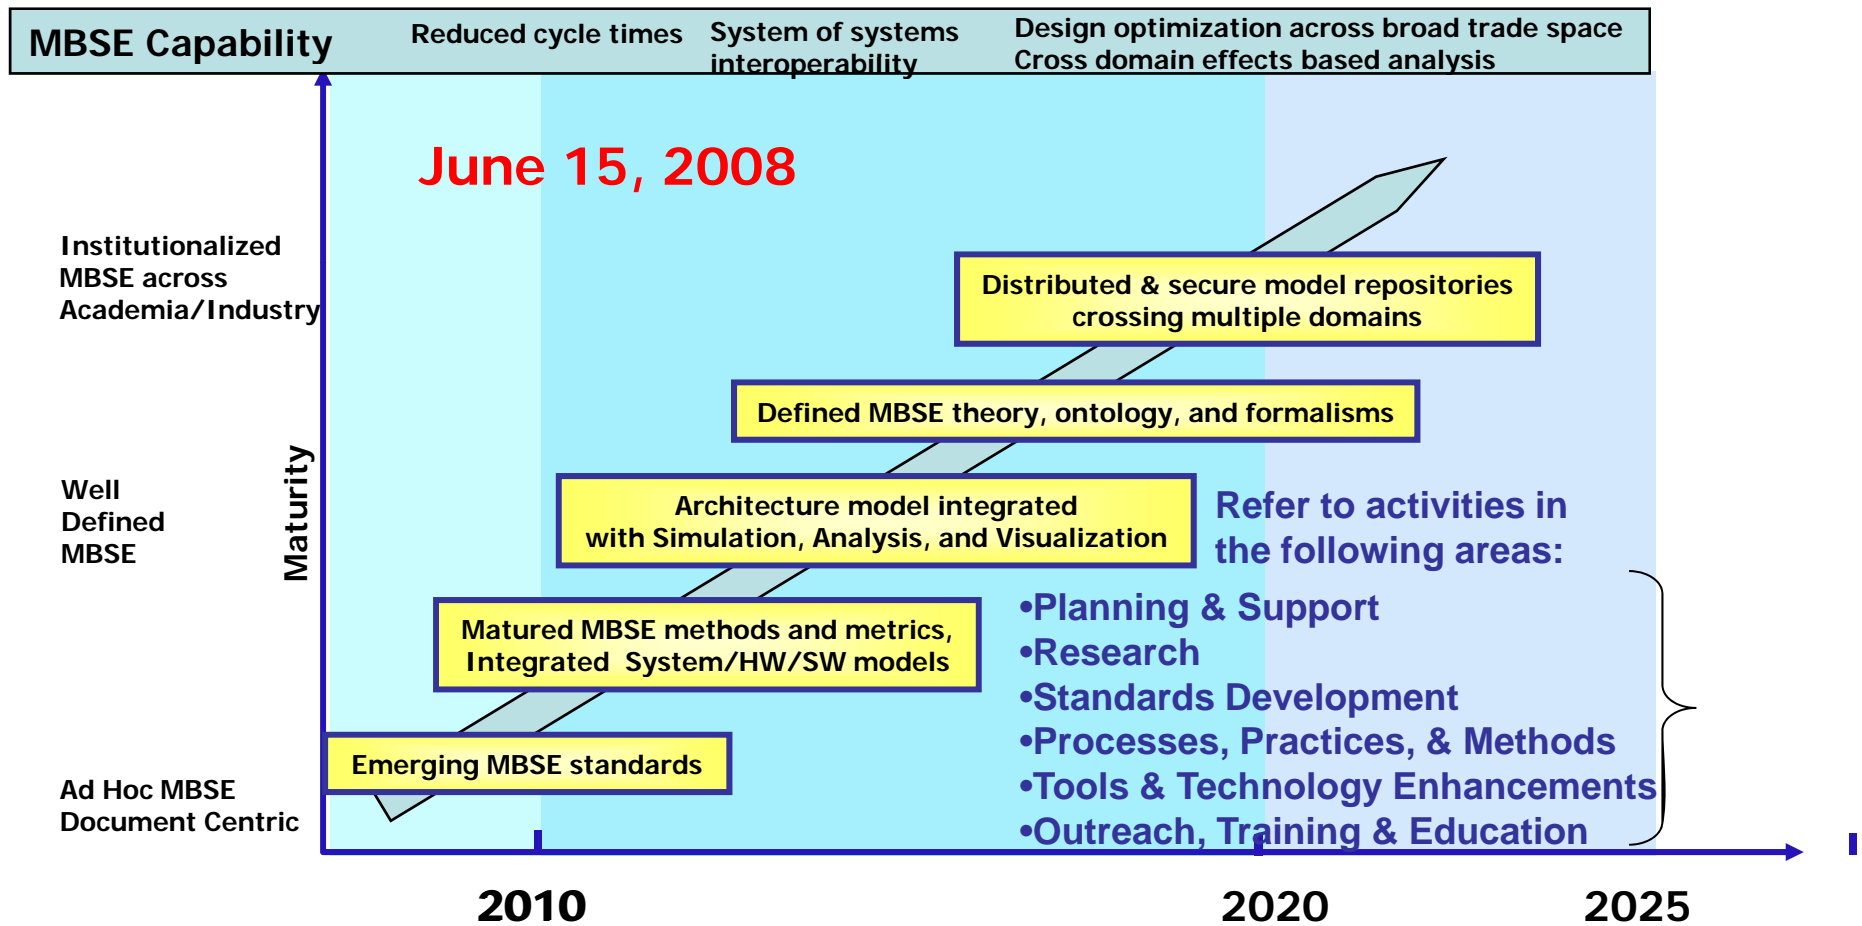 MBSE Capability
Reduced cycle times
System of systems
interoperability
Design optimization across broad trade space
Cross domain effects based analysis
June 15, 2008
Institutionalized
MBSE across
Academia/Industry
Distributed & secure model repositories
crossing multiple domains
Defined MBSE theory, ontology, and formalisms
Maturity
Well
Defined
MBSE
Architecture model integrated
with Simulation, Analysis, and Visualization
Refer to activities in
the following areas:
•Planning & Support
•Research
•Standards Development
•Processes, Practices, & Methods
•Tools & Technology Enhancements
•Outreach, Training & Education
Matured MBSE methods and metrics,
Integrated System/HW/SW models
Emerging MBSE standards
Ad Hoc MBSE
Document Centric
2010
2020
2025